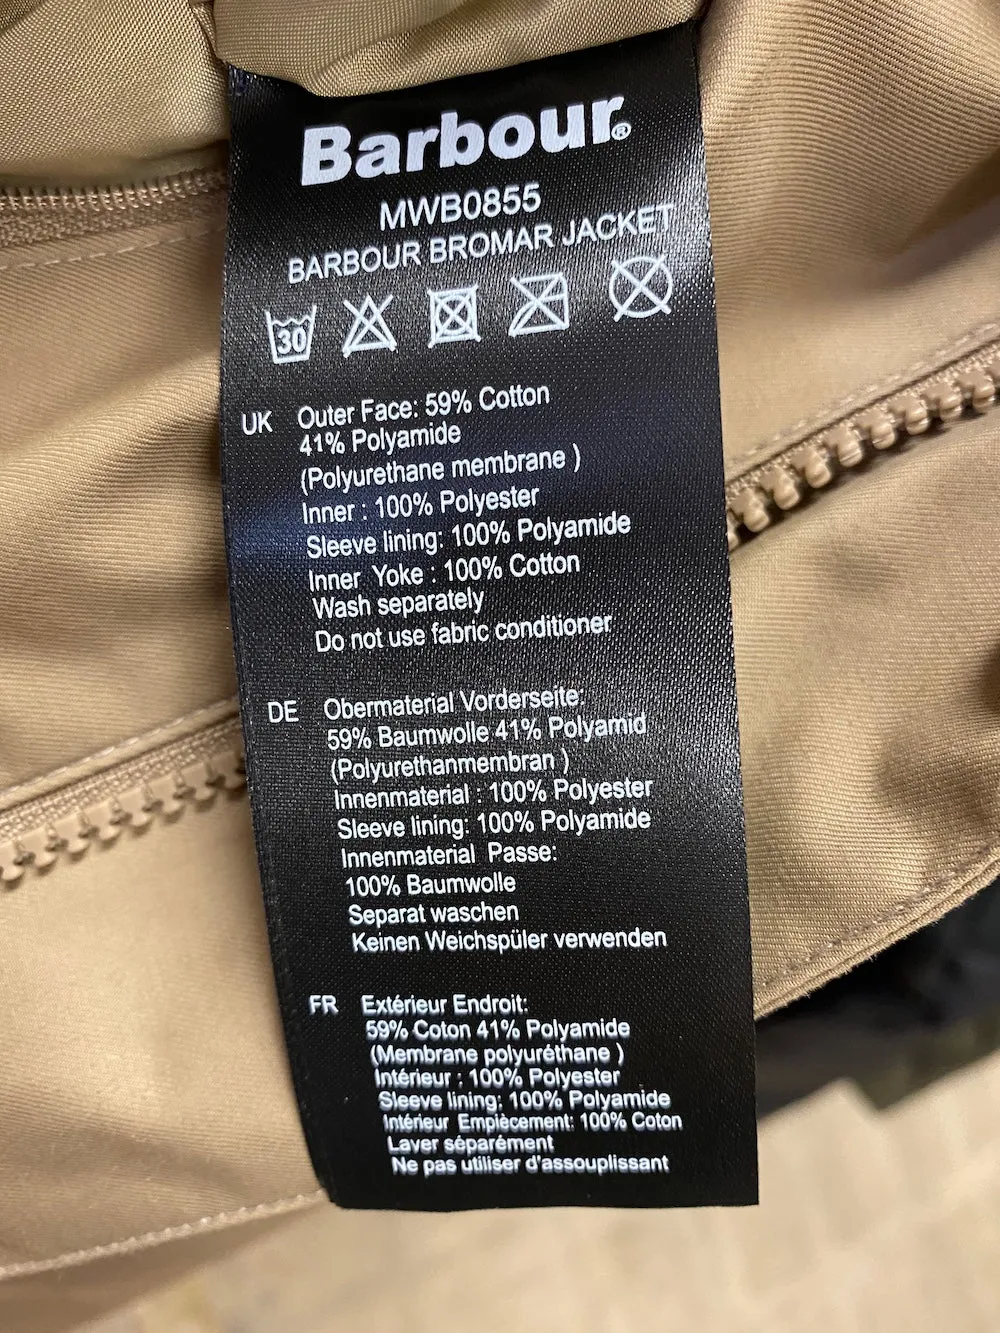 Barbour®
MWB0855
BARBOUR BROMAR JACKET
30
UK Outer Face: 59% Cotton
41% Polyamide
(Polyurethane membrane )
Inner : 100% Polyester
Sleeve lining: 100% Polyamide
Inner Yoke : 100% Cotton
Wash separately
Do not use fabric conditioner
DE Obermaterial Vorderseite:
59% Baumwolle 41% Polyamid
(Polyurethanmembran )
Innenmaterial : 100% Polyester
Sleeve lining: 100% Polyamide
Innenmaterial Passe:
100% Baumwolle
Separat waschen
Keinen Weichspüler verwenden
FR Extérieur Endroit:
59% Coton 41% Polyamide
(Membrane polyuréthane )
Intérieur : 100% Polyester
Sleeve lining: 100% Polyamide
Intérieur Empiècement: 100% Coton
Laver séparément
Ne pas utiliser d'assouplissant